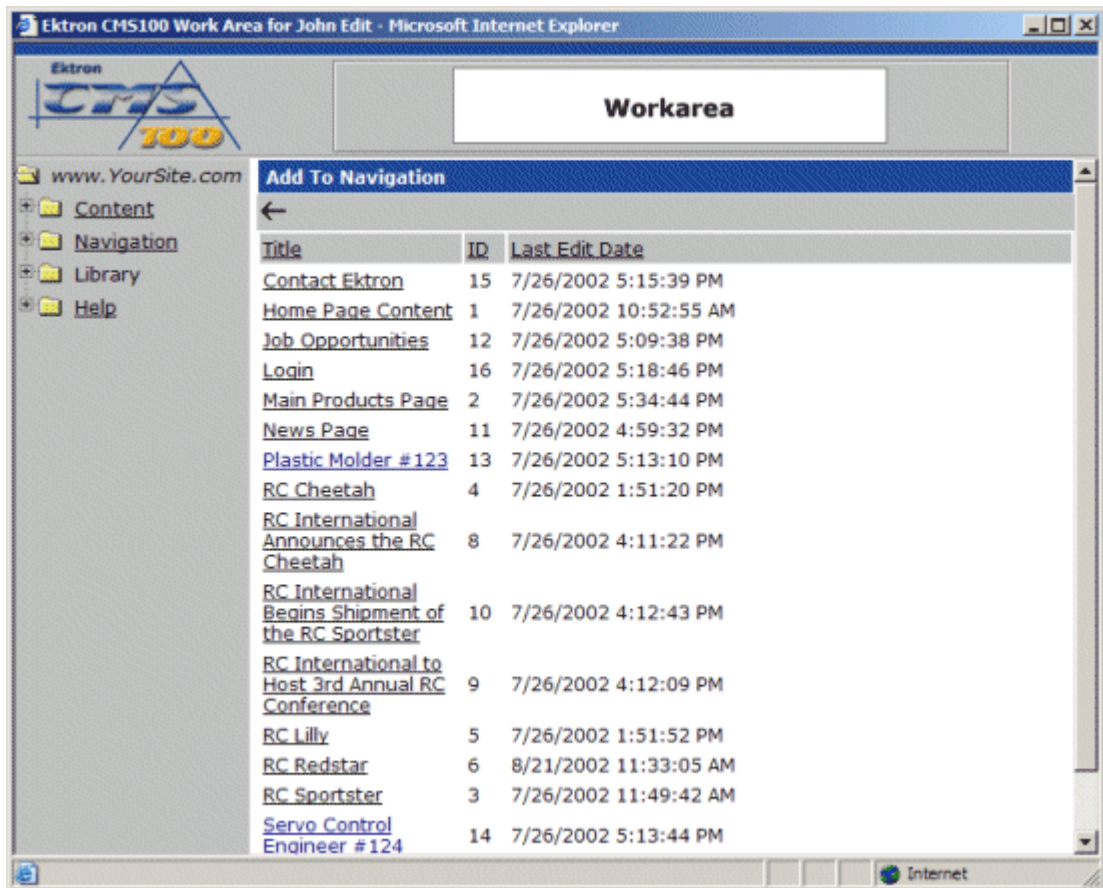 Ektron CMS100 Work Area for John Edit - Microsoft Internet Explorer
Ektron
CMS
100
Workarea
www.YourSite.com
Content
Navigation
Library
Help
Add To Navigation
Title ID Last Edit Date
Contact Ektron 15 7/26/2002 5:15:39 PM
Home Page Content 1 7/26/2002 10:52:55 AM
Job Opportunities 12 7/26/2002 5:09:38 PM
Login 16 7/26/2002 5:18:46 PM
Main Products Page 2 7/26/2002 5:34:44 PM
News Page 11 7/26/2002 4:59:32 PM
Plastic Molder #123 13 7/26/2002 5:13:10 PM
RC Cheetah 4 7/26/2002 1:51:20 PM
RC International
Announces the RC 8 7/26/2002 4:11:22 PM
Cheetah
RC International
Begins Shipment of 10 7/26/2002 4:12:43 PM
the RC Sportster
RC International to
Host 3rd Annual RC 9 7/26/2002 4:12:09 PM
Conference
RC Lilly 5 7/26/2002 1:51:52 PM
RC Redstar 6 8/21/2002 11:33:05 AM
RC Sportster 3 7/26/2002 11:49:42 AM
Servo Control
Engineer #124 14 7/26/2002 5:13:44 PM
Internet